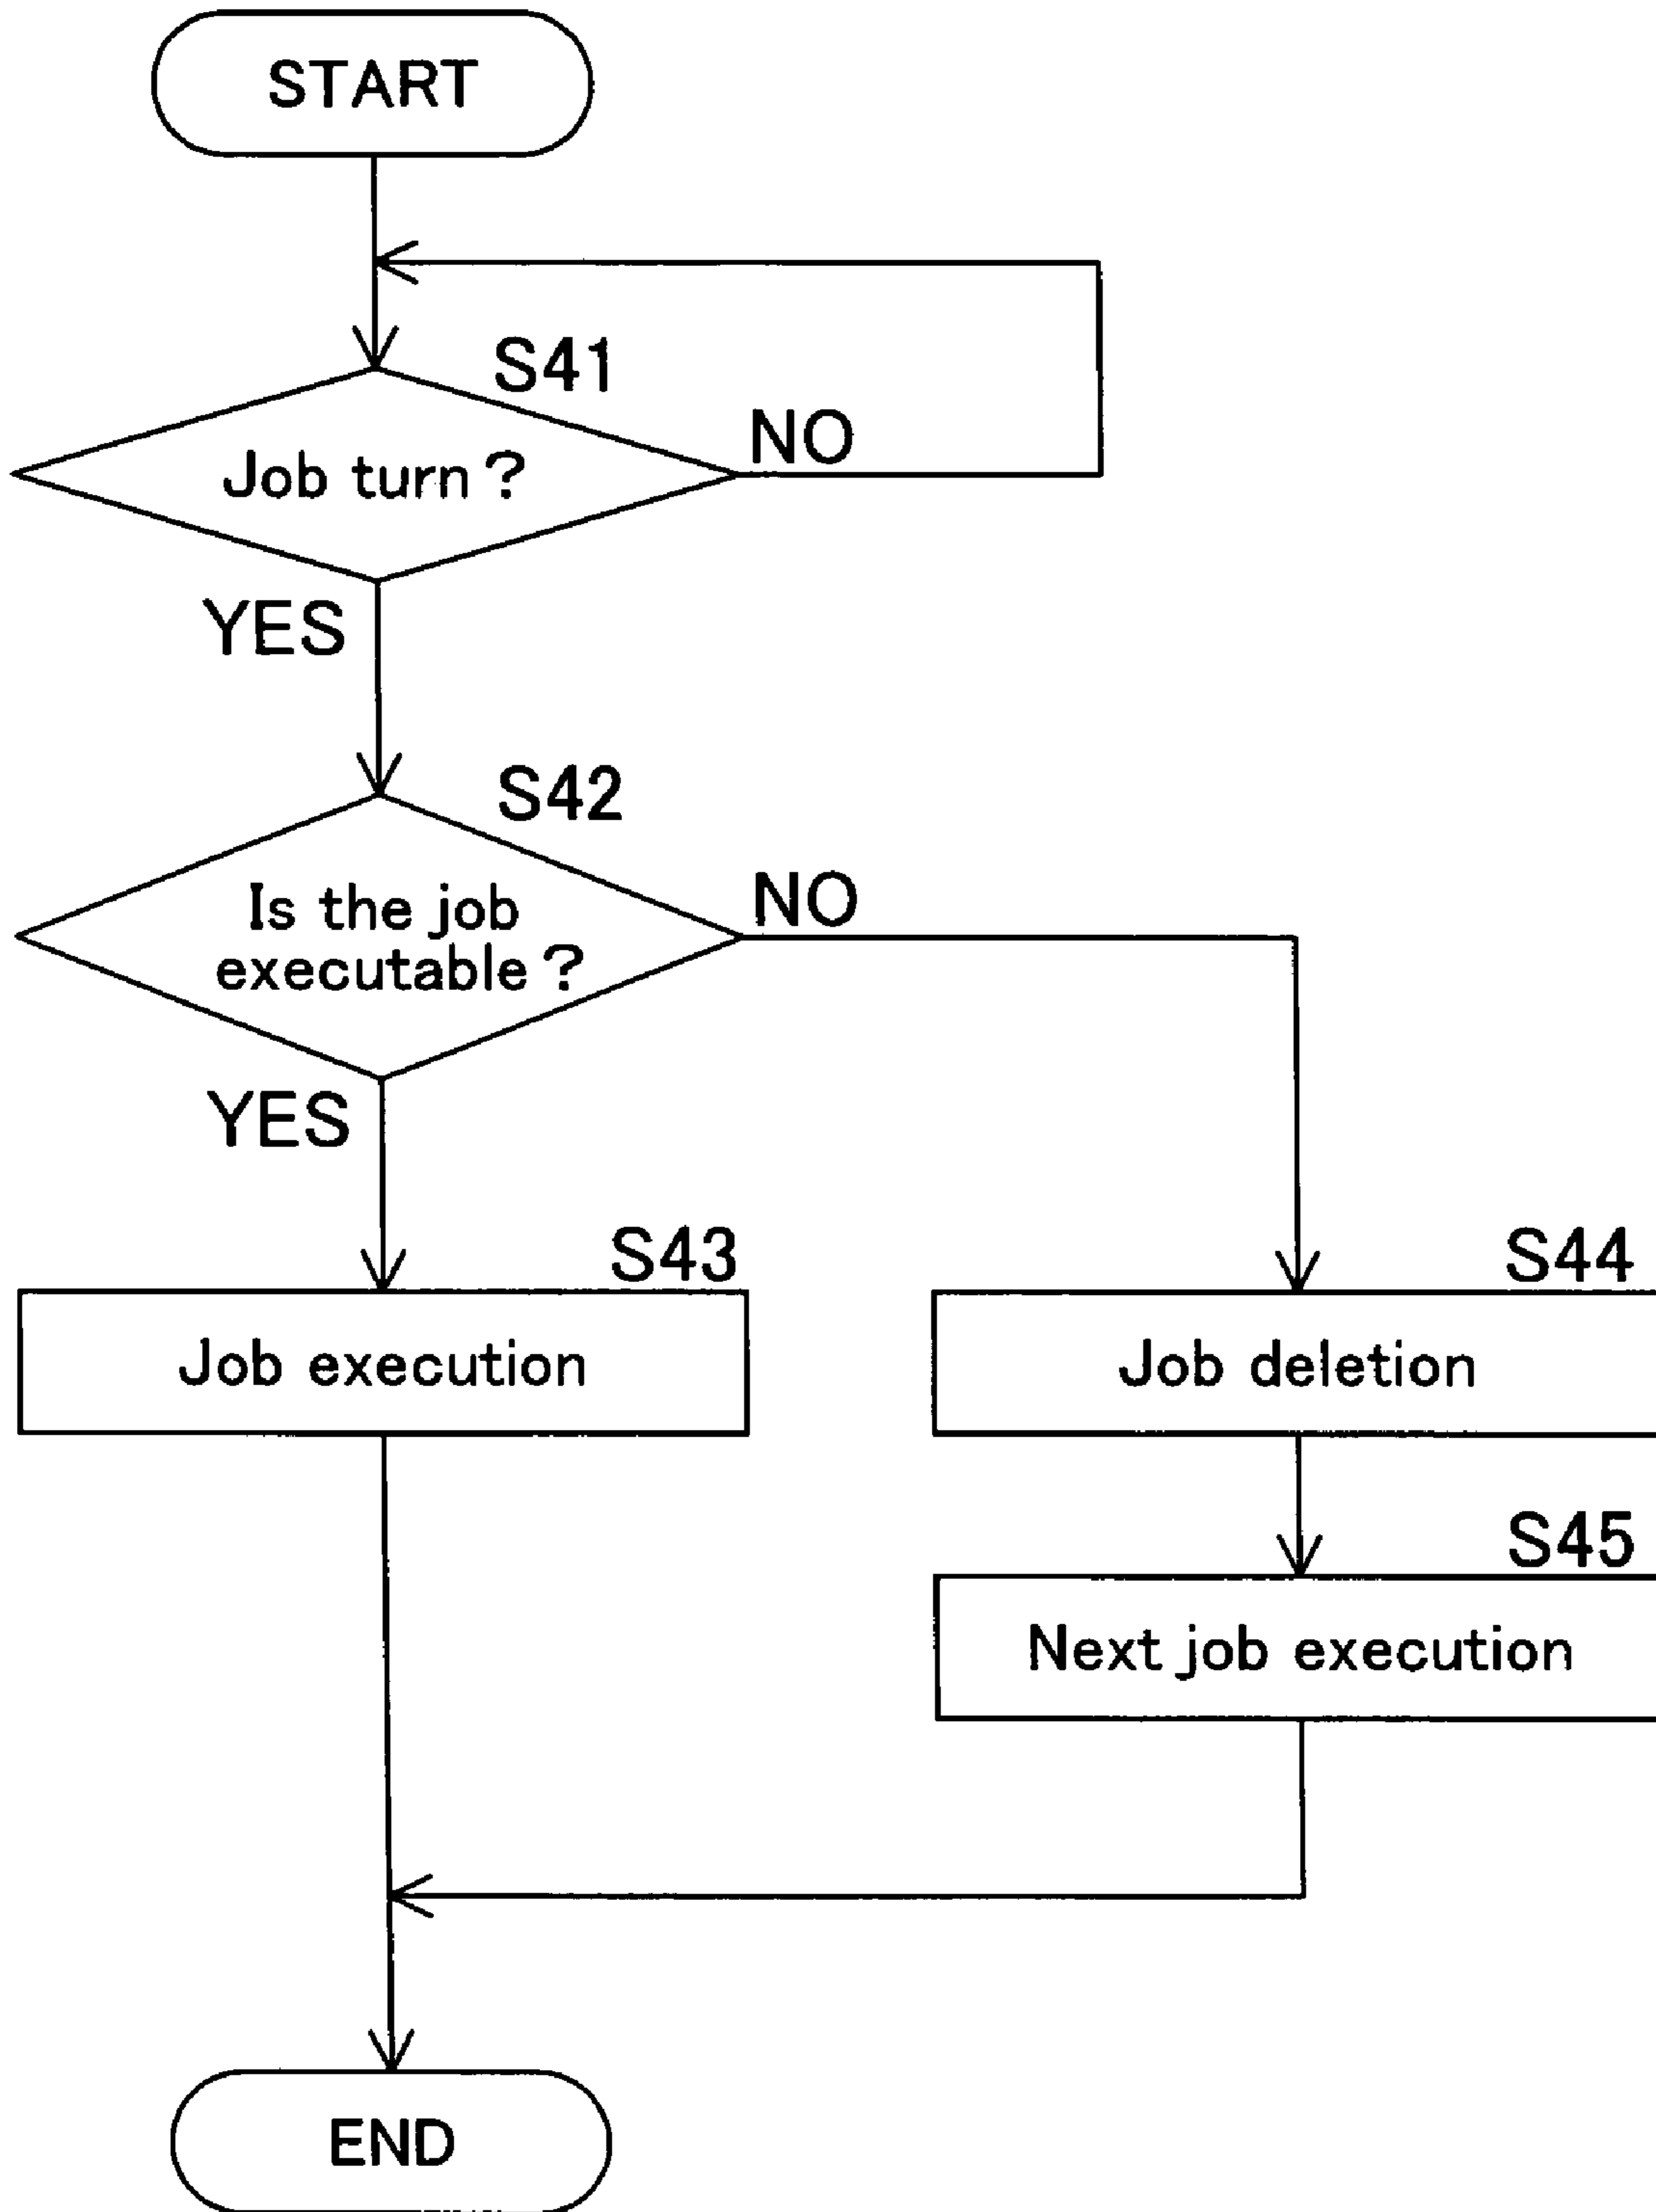 START
S41
Job turn?
NO
YES
S42
Is the job
executable?
NO
YES
S43
Job execution
S44
Job deletion
S45
Next job execution
END